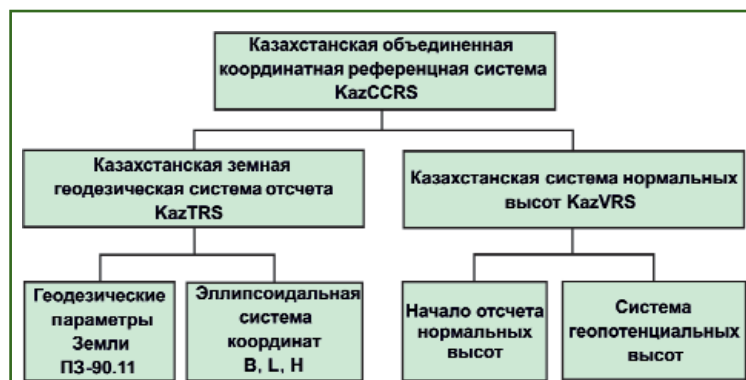 Казахстанская объединенная
координатная референцная система
KazCCRS
Казахстанская земная
геодезическая система отсчета
KazTRS
Казахстанская система нормальных
высот KazVRS
Геодезические
параметры
Земли
ПЗ-90.11
Эллипсоидальная
система
координат
B, L, H
Начало отсчета
нормальных
высот
Система
геопотенциальных
высот